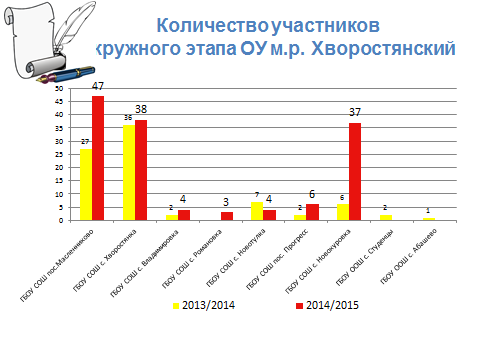 Количество участников
кружного этапа ОУ м.р. Хворостянский
50
45
40
35
30
25
20
15
10
5
0
27
47
36
38
2
4
3
7
4
2
6
6
37
2
1
ГБОУ СОШ пос.Масленниково
ГБОУ СОШ с. Хворостянка
ГБОУ СОШ с. Владимировка
ГБОУ СОШ с. Романовка
ГБОУ СОШ с. Новотулка
ГБОУ СОШ пос. Прогресс
ГБОУ СОШ с. Новокуровка
ГБОУ ООШ с. Студенцы
ГБОУ ООШ с. Абашево
2013/2014
2014/2015